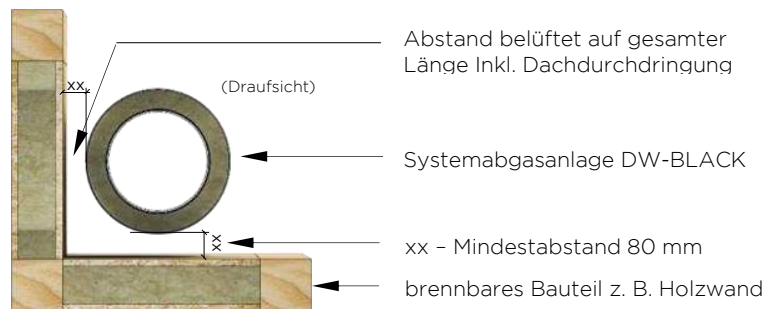 Abstand belüftet auf gesamter
Länge Inkl. Dachdurchdringung
xx
(Draufsicht)
Systemabgasanlage DW-BLACK
xx
xx – Mindestabstand 80 mm
brennbares Bauteil z. B. Holzwand